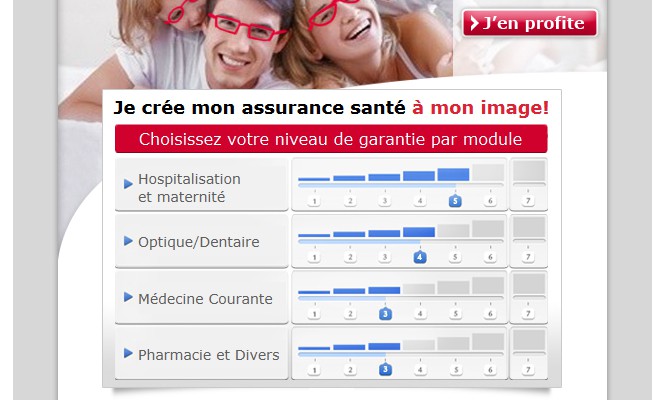 J'en profite
Je crée mon assurance santé à mon image!
Choisissez votre niveau de garantie par module
Hospitalisation
et maternité
1 2 3 4 5 6 7
Optique/Dentaire
1 2 3 4 5 6 7
Médecine Courante
1 2 3 4 5 6 7
Pharmacie et Divers
1 2 3 4 5 6 7